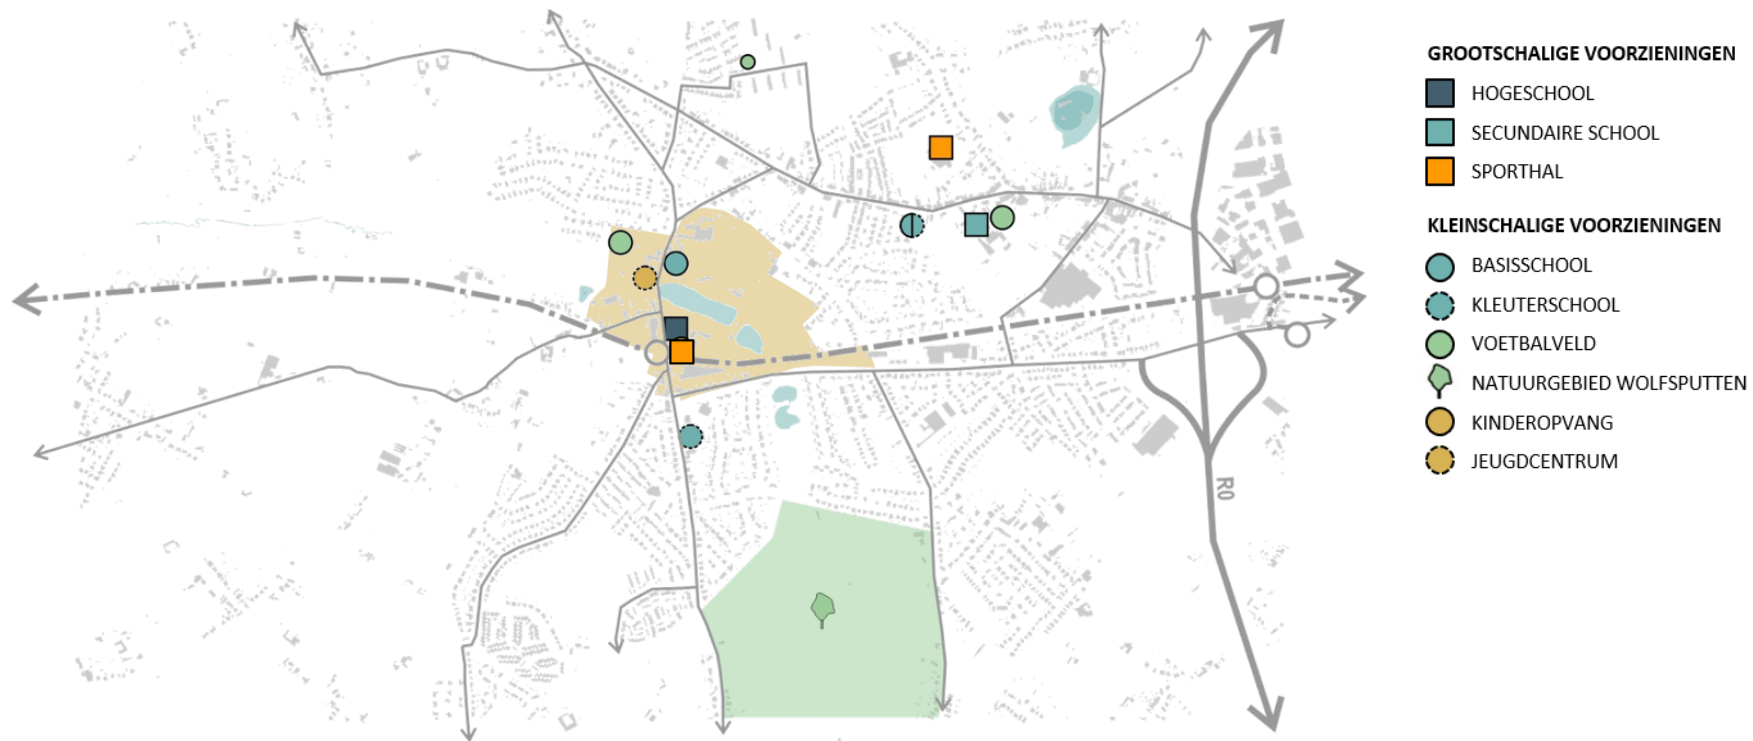 GROOTSCHALIGE VOORZIENINGEN
HOGESCHOOL
SECUNDAIRE SCHOOL
SPORTHAL
KLEINSCHALIGE VOORZIENINGEN
BASISSCHOOL
KLEUTERSCHOOL
VOETBALVELD
NATUURGEBIED WOLFSPUTTEN
KINDEROPVANG
JEUGDCENTRUM
R0